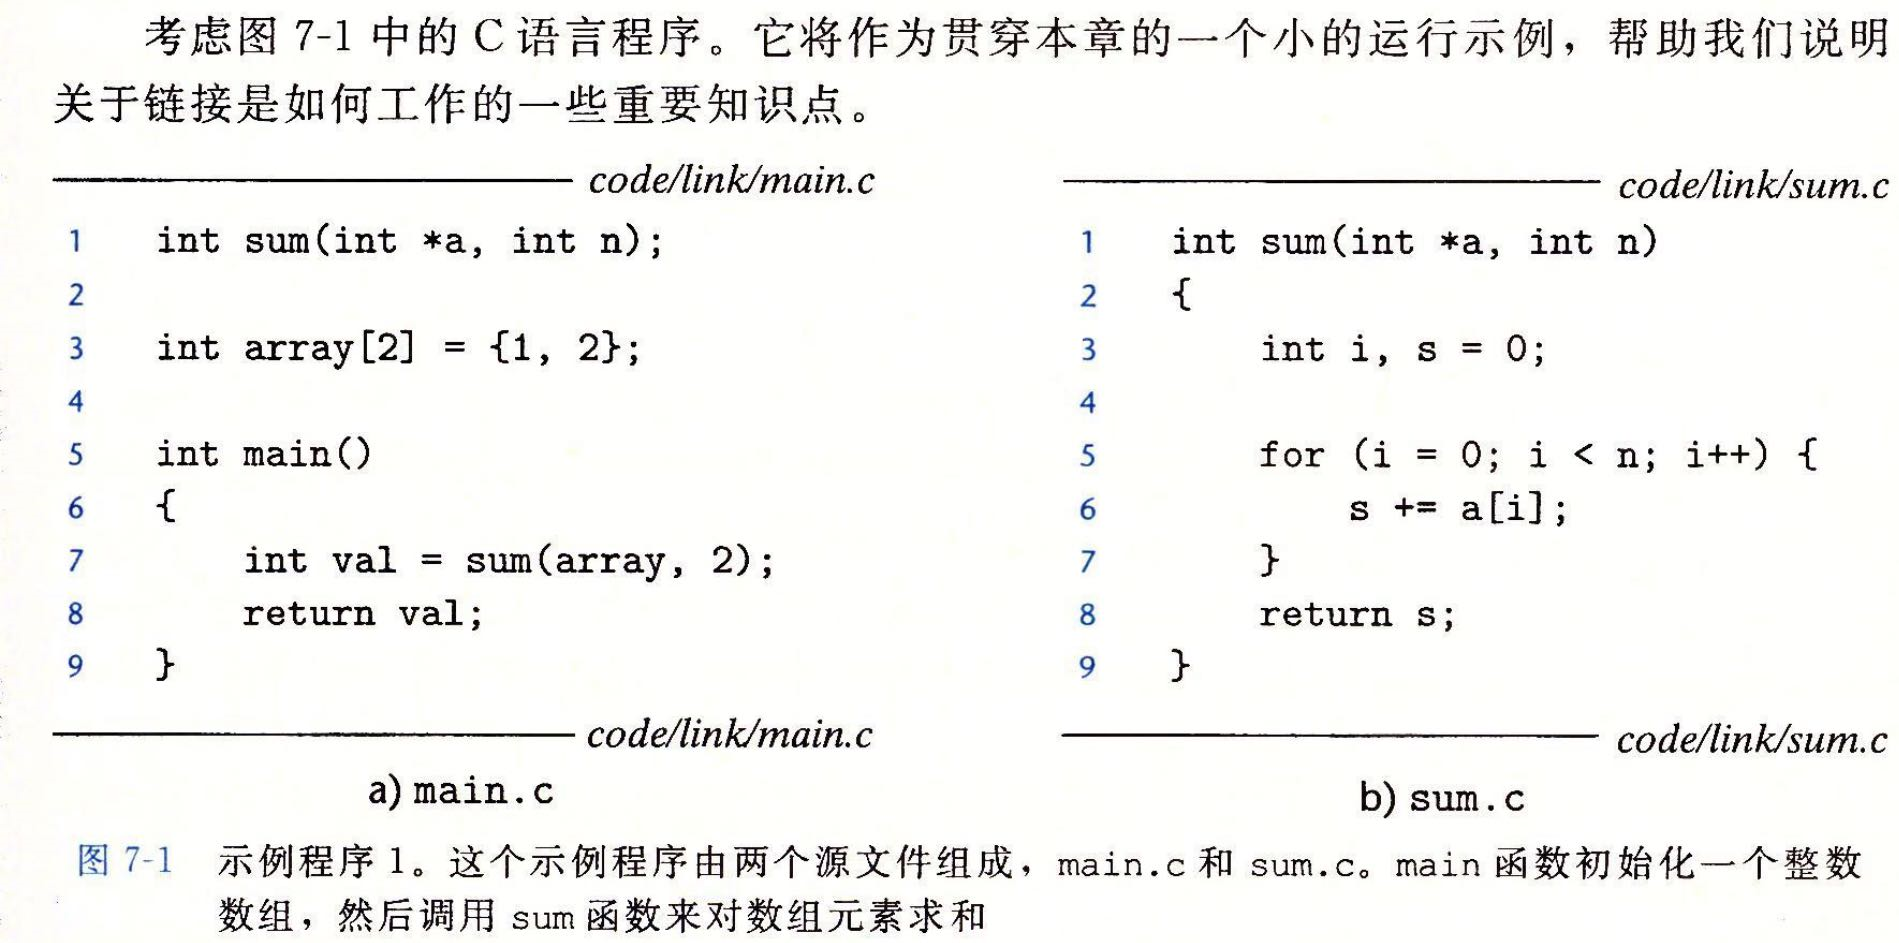 考虑图 7-1 中的 C 语言程序。它将作为贯穿本章的一个小的运行示例，帮助我们说明
关于链接是如何工作的一些重要知识点。
code/link/main.c
1 int sum(int *a, int n);
2
3 int array[2] = {1, 2};
4
5 int main()
6 {
7     int val = sum(array, 2);
8     return val;
9 }
code/link/main.c
a) main.c
code/link/sum.c
1 int sum(int *a, int n)
2 {
3     int i, s = 0;
4
5     for (i = 0; i < n; i++) {
6         s += a[i];
7     }
8     return s;
9 }
code/link/sum.c
b) sum.c
图 7-1 示例程序 1。这个示例程序由两个源文件组成，main.c 和 sum.c。main 函数初始化一个整数
数组，然后调用 sum 函数来对数组元素求和